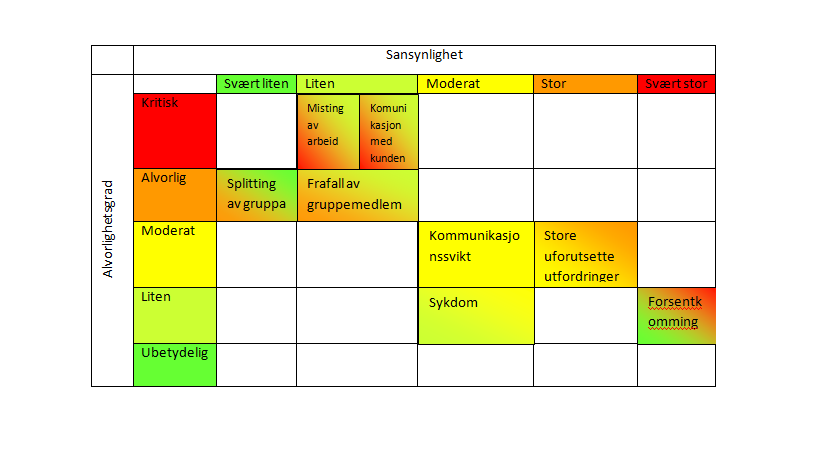 Sansynlighet
Svært liten
Liten
Moderat
Stor
Svært stor
Alvorlighetsgrad
Kritisk
Misting
av
arbeid
Komuni
kasjon
med
kunden
Alvorlig
Splitting
av gruppa
Frafall av
gruppemedlem
Moderat
Kommunikasjo
nssvikt
Store
uforutsette
utfordringer
Liten
Sykdom
Forsentk
omming
Ubetydelig